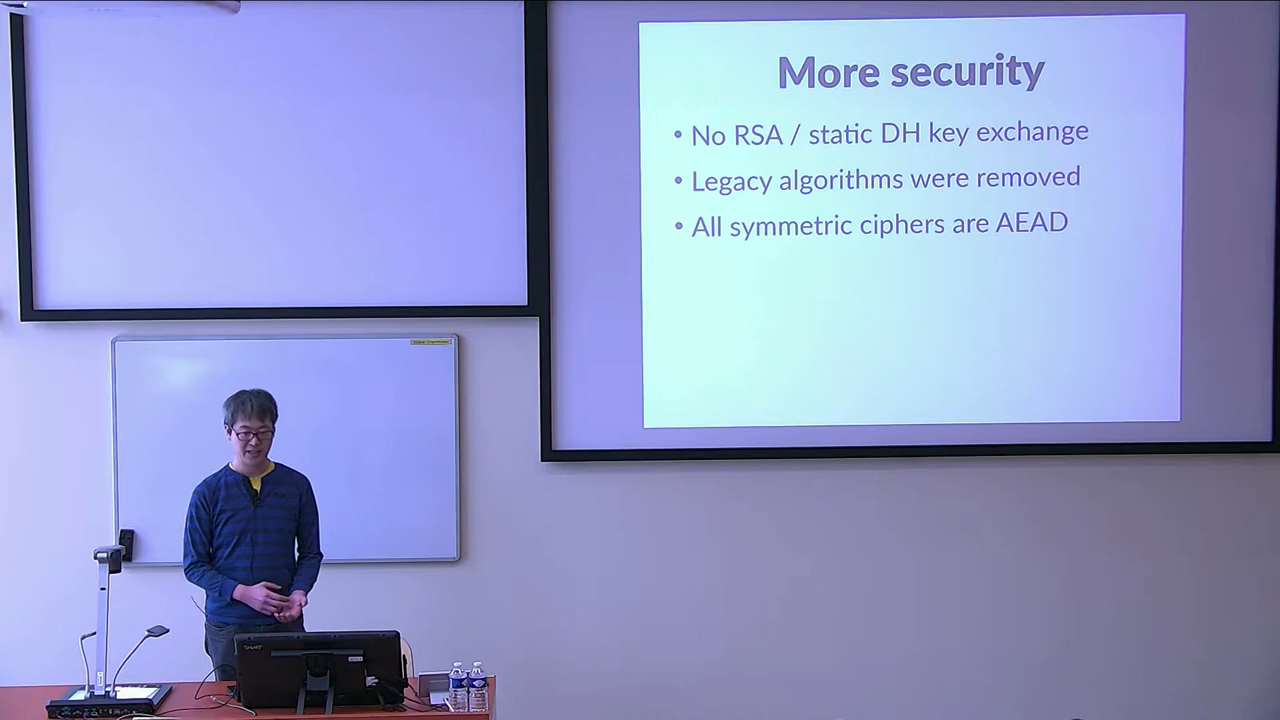 More security
• No RSA / static DH key exchange
• Legacy algorithms were removed
• All symmetric ciphers are AEAD